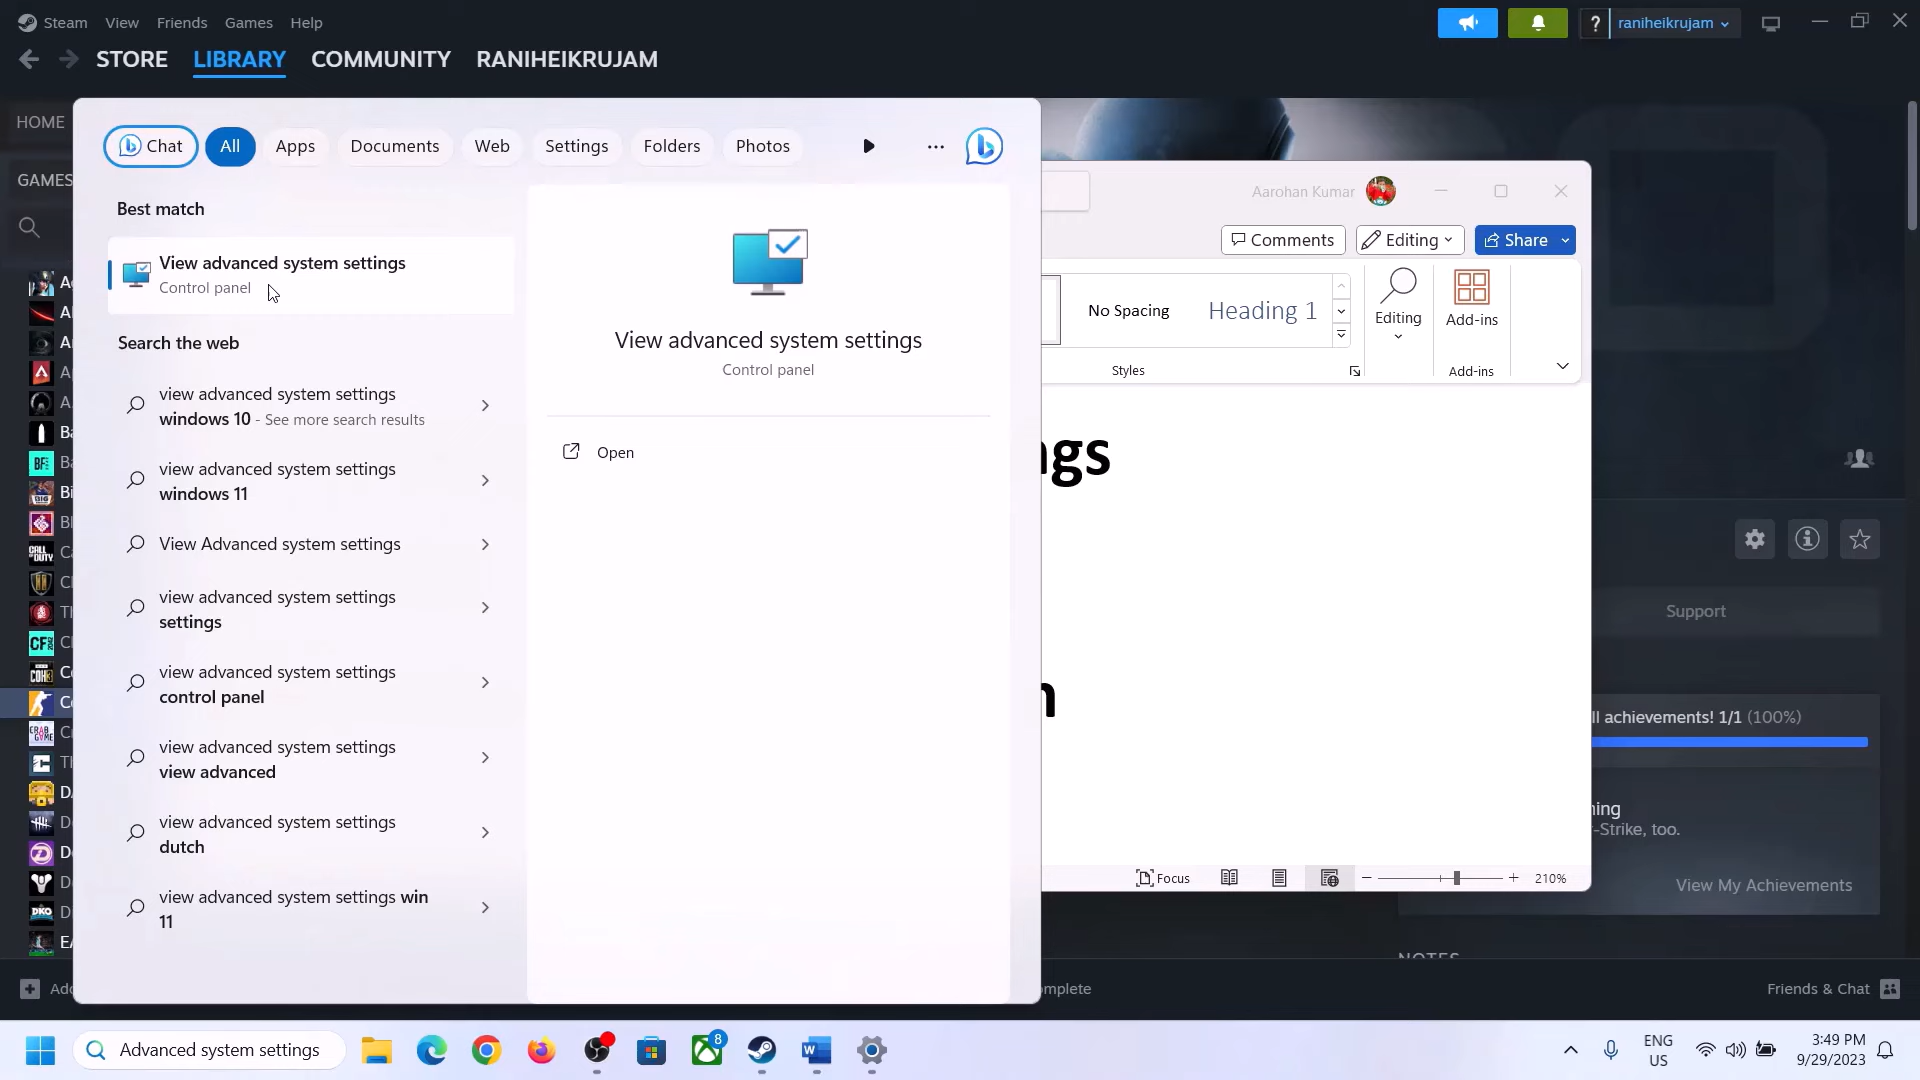 Steam View Friends Games Help
raniheikrujam
STORE LIBRARY COMMUNITY RANIHEIKRUJAM
HOME
GAMES
Chat All Apps Documents Web Settings Folders Photos
Best match
View advanced system settings
Control panel
Search the web
view advanced system settings
windows 10 - See more search results
view advanced system settings
windows 11
View Advanced system settings
view advanced system settings
settings
view advanced system settings
control panel
view advanced system settings
view advanced
view advanced system settings
dutch
view advanced system settings win
11
View advanced system settings
Control panel
Open
Aarohan Kumar
Comments Editing Share
No Spacing Heading 1
Editing
Add-ins
Styles
Add-ins
ngs
Focus
210%
Support
ll achievements! 1/1 (100%)
-Strike, too.
View My Achievements
NOTES
Friends & Chat
Advanced system settings
8
ENG
US
3:49 PM
9/29/2023